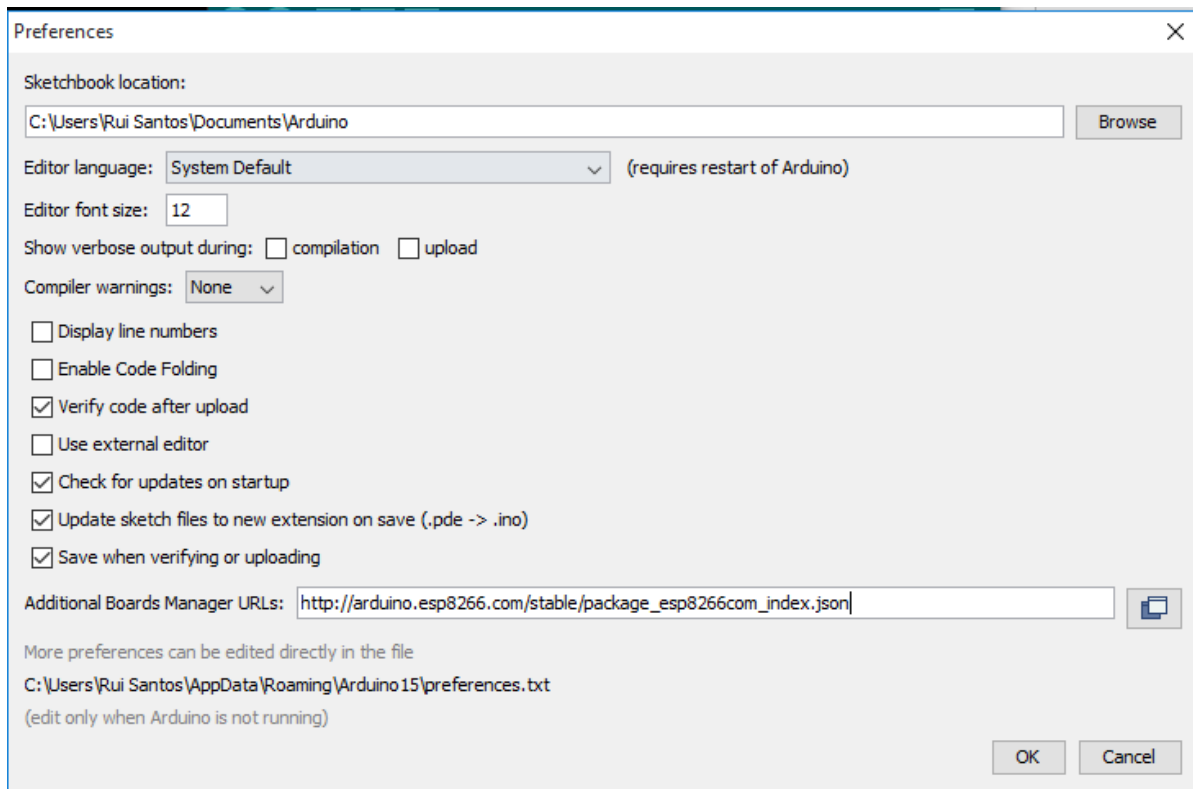 Preferences
Sketchbook location:
C:\Users\Rui Santos\Documents\Arduino Browse
Editor language: System Default (requires restart of Arduino)
Editor font size: 12
Show verbose output during: compilation upload
Compiler warnings: None
Display line numbers
Enable Code Folding
Verify code after upload
Use external editor
Check for updates on startup
Update sketch files to new extension on save (.pde -> .ino)
Save when verifying or uploading
Additional Boards Manager URLs: http://arduino.esp8266.com/stable/package_esp8266com_index.json
More preferences can be edited directly in the file
C:\Users\Rui Santos\AppData\Roaming\Arduino15\preferences.txt
(edit only when Arduino is not running)
OK Cancel